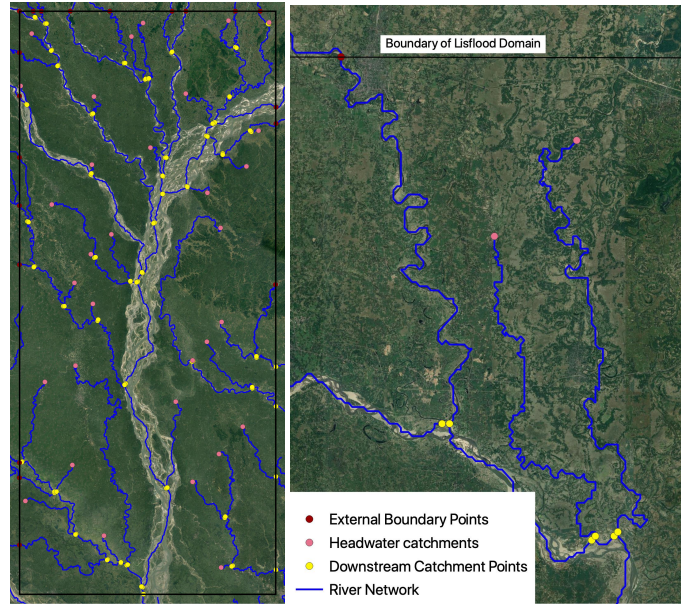 Boundary of Lisflood Domain
External Boundary Points
Headwater catchments
Downstream Catchment Points
River Network